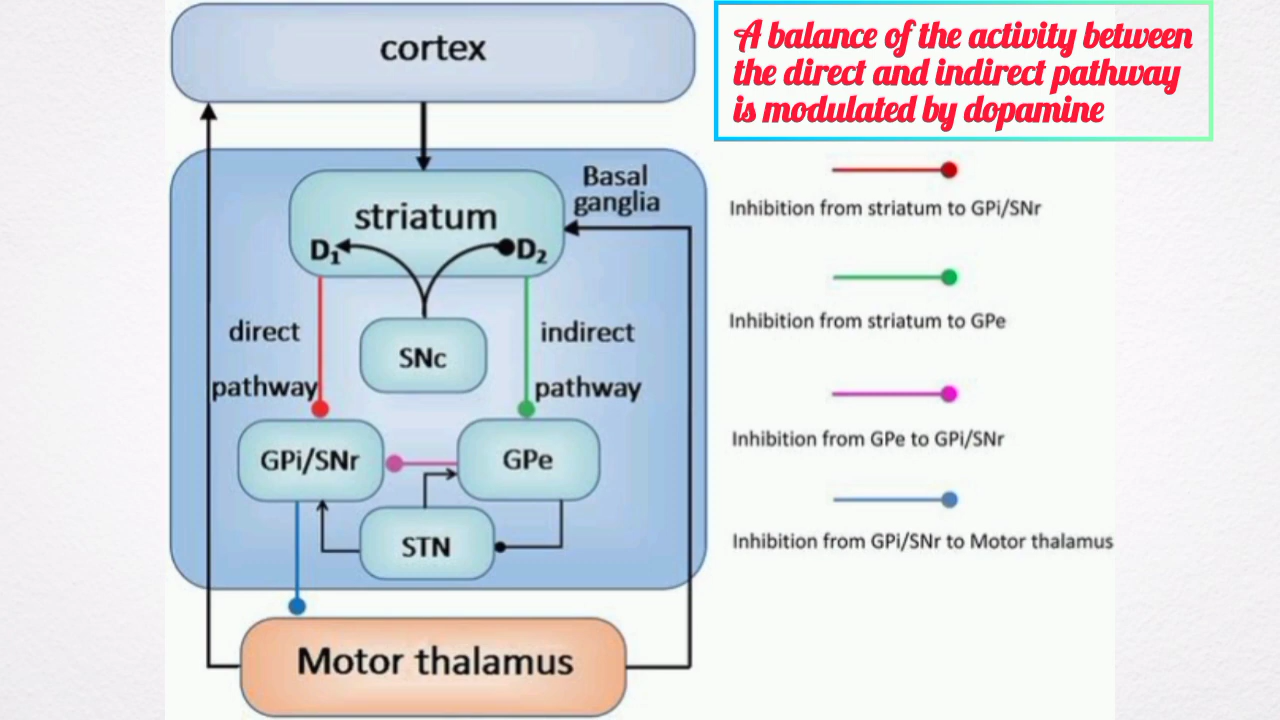 cortex
A balance of the activity between
the direct and indirect pathway
is modulated by dopamine
Basal
ganglia
striatum
D1
D2
direct
pathway
SNc
indirect
pathway
GPi/SNr
GPe
STN
Motor thalamus
Inhibition from striatum to GPi/SNr
Inhibition from striatum to GPe
Inhibition from GPe to GPi/SNr
Inhibition from GPi/SNr to Motor thalamus